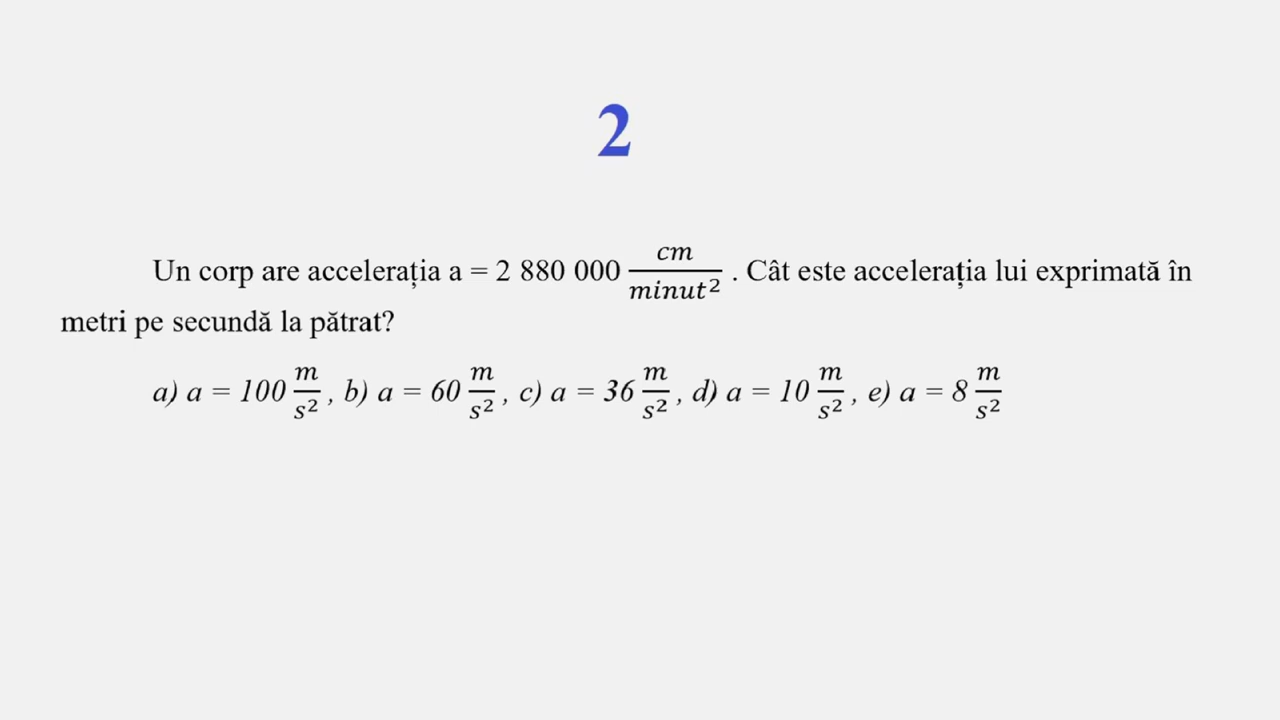 2
Un corp are accelerația a = 2 880 000 cm/minut² . Cât este accelerația lui exprimată în
metri pe secundă la pătrat?
a) a = 100 m/s² , b) a = 60 m/s² , c) a = 36 m/s² , d) a = 10 m/s² , e) a = 8 m/s²